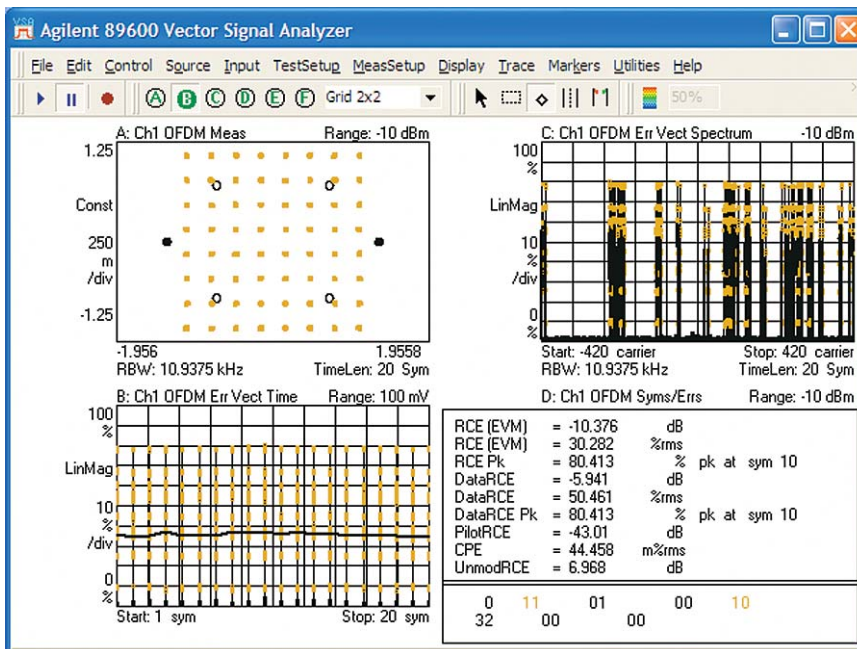 VSA
Agilent 89600 Vector Signal Analyzer
File Edit Control Source Input TestSetup MeasSetup Display Trace Markers Utilities Help
A B C D E F Grid 2x2 50%
A: Ch1 OFDM Meas Range: -10 dBm
1.25
Const
250
m
/div
-1.25
-1.956 1.9558
RBW: 10.9375 kHz TimeLen: 20 Sym
C: Ch1 OFDM Err Vect Spectrum -10 dBm
100
%
LinMag
10
%
/div
0
%
Start: -420 carrier Stop: 420 carrier
RBW: 10.9375 kHz TimeLen: 20 Sym
B: Ch1 OFDM Err Vect Time Range: 100 mV
100
%
LinMag
10
%
/div
0
%
Start: 1 sym Stop: 20 sym
D: Ch1 OFDM Syms/Errs Range: -10 dBm
RCE (EVM) = -10.376 dB
RCE (EVM) = 30.282 %rms
RCE Pk = 80.413 % pk at sym 10
DataRCE = -5.941 dB
DataRCE = 50.461 %rms
DataRCE Pk = 80.413 % pk at sym 10
PilotRCE = -43.01 dB
CPE = 44.458 m%rms
UnmodRCE = 6.968 dB
0 11 01 00 10
32 00 00